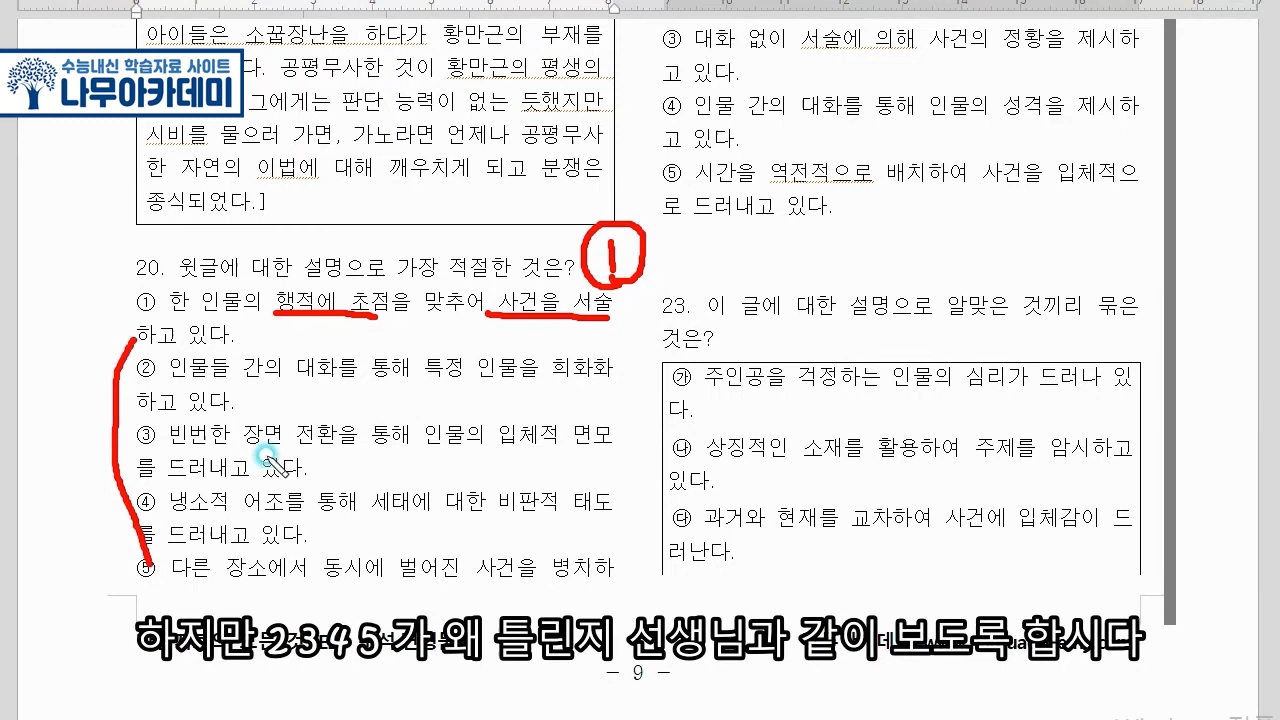 아이들은 소꿉장난을 하다가 황만근의 부재를
다. 공평무사한 것이 황만근의 평생의
그에게는 판단 능력이 없는 듯했지만
시비를 물으러 가면, 가노라면 언제나 공평무사
한 자연의 이법에 대해 깨우치게 되고 분쟁은
종식되었다.]
수능내신 학습자료 사이트
나무아카데미
20. 윗글에 대한 설명으로 가장 적절한 것은?
① 한 인물의 행적에 초점을 맞추어 사건을 서술
하고 있다.
② 인물들 간의 대화를 통해 특정 인물을 희화화
하고 있다.
③ 빈번한 장면 전환을 통해 인물의 입체적 면모
를 드러내고 있다.
④ 냉소적 어조를 통해 세태에 대한 비판적 태도
를 드러내고 있다.
⑤ 다른 장소에서 동시에 벌어진 사건을 병치하
③ 대화 없이 서술에 의해 사건의 정황을 제시하
고 있다.
④ 인물 간의 대화를 통해 인물의 성격을 제시하
고 있다.
⑤ 시간을 역전적으로 배치하여 사건을 입체적으
로 드러내고 있다.
23. 이 글에 대한 설명으로 알맞은 것끼리 묶은
것은?
㉮ 주인공을 걱정하는 인물의 심리가 드러나 있
다.
㉯ 상징적인 소재를 활용하여 주제를 암시하고
있다.
㉰ 과거와 현재를 교차하여 사건에 입체감이 드
러난다.
하지만 2 3 4 5 가 왜 틀린지 선생님과 같이 보도록 합시다
- 9 -